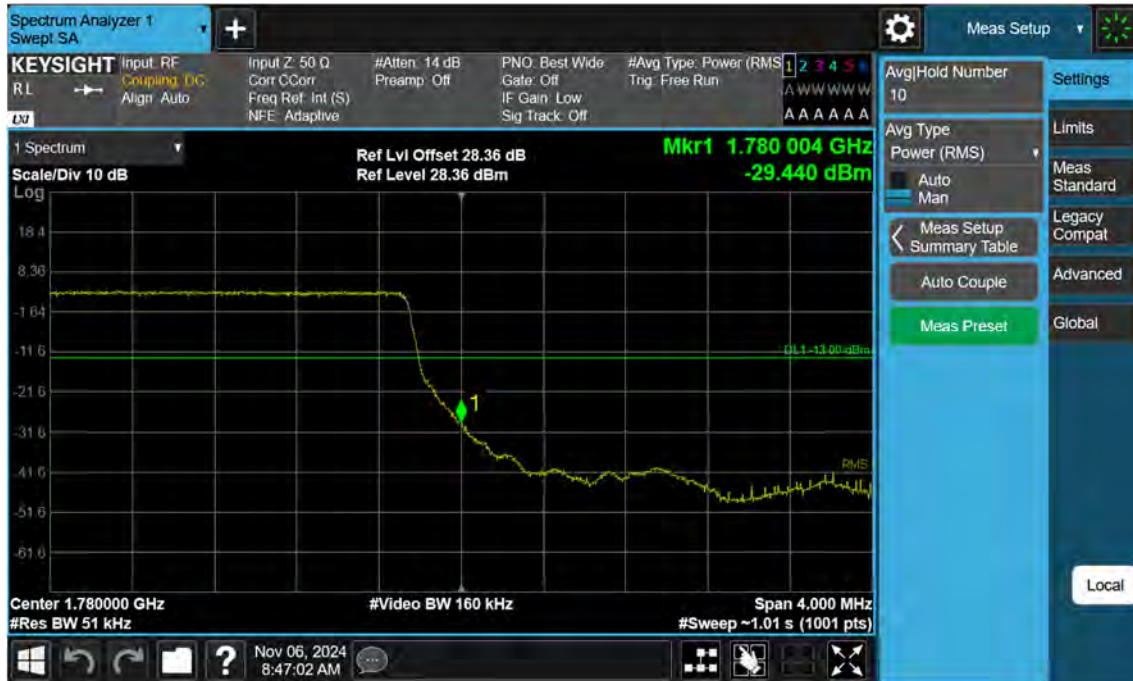 Spectrum Analyzer 1
Swept SA
+
Meas Setup
KEYSIGHT
RL
LXI
Input: RF
Coupling: DC
Align: Auto
Input Z: 50 Ω
Corr CCorr
Freq Ref: Int (S)
NFE: Adaptive
#Atten: 14 dB
Preamp: Off
PNO: Best Wide
Gate: Off
IF Gain: Low
Sig Track: Off
#Avg Type: Power (RMS)
Trig: Free Run
1 2 3 4 5 6
A W W W W W
A A A A A A
1 Spectrum
Scale/Div 10 dB
Log
Ref Lvl Offset 28.36 dB
Ref Level 28.36 dBm
Mkr1 1.780 004 GHz
-29.440 dBm
18.4
8.36
-1.64
-11.6
-21.6
-31.6
-41.6
-51.6
-61.6
DL1 -13.00 dBm
1
RMS
Center 1.780000 GHz
#Res BW 51 kHz
#Video BW 160 kHz
Span 4.000 MHz
#Sweep ~1.01 s (1001 pts)
Avg|Hold Number
10
Avg Type
Power (RMS)
Auto
Man
Meas Setup
Summary Table
Auto Couple
Meas Preset
Settings
Limits
Meas
Standard
Legacy
Compat
Advanced
Global
Local
?
Nov 06, 2024
8:47:02 AM